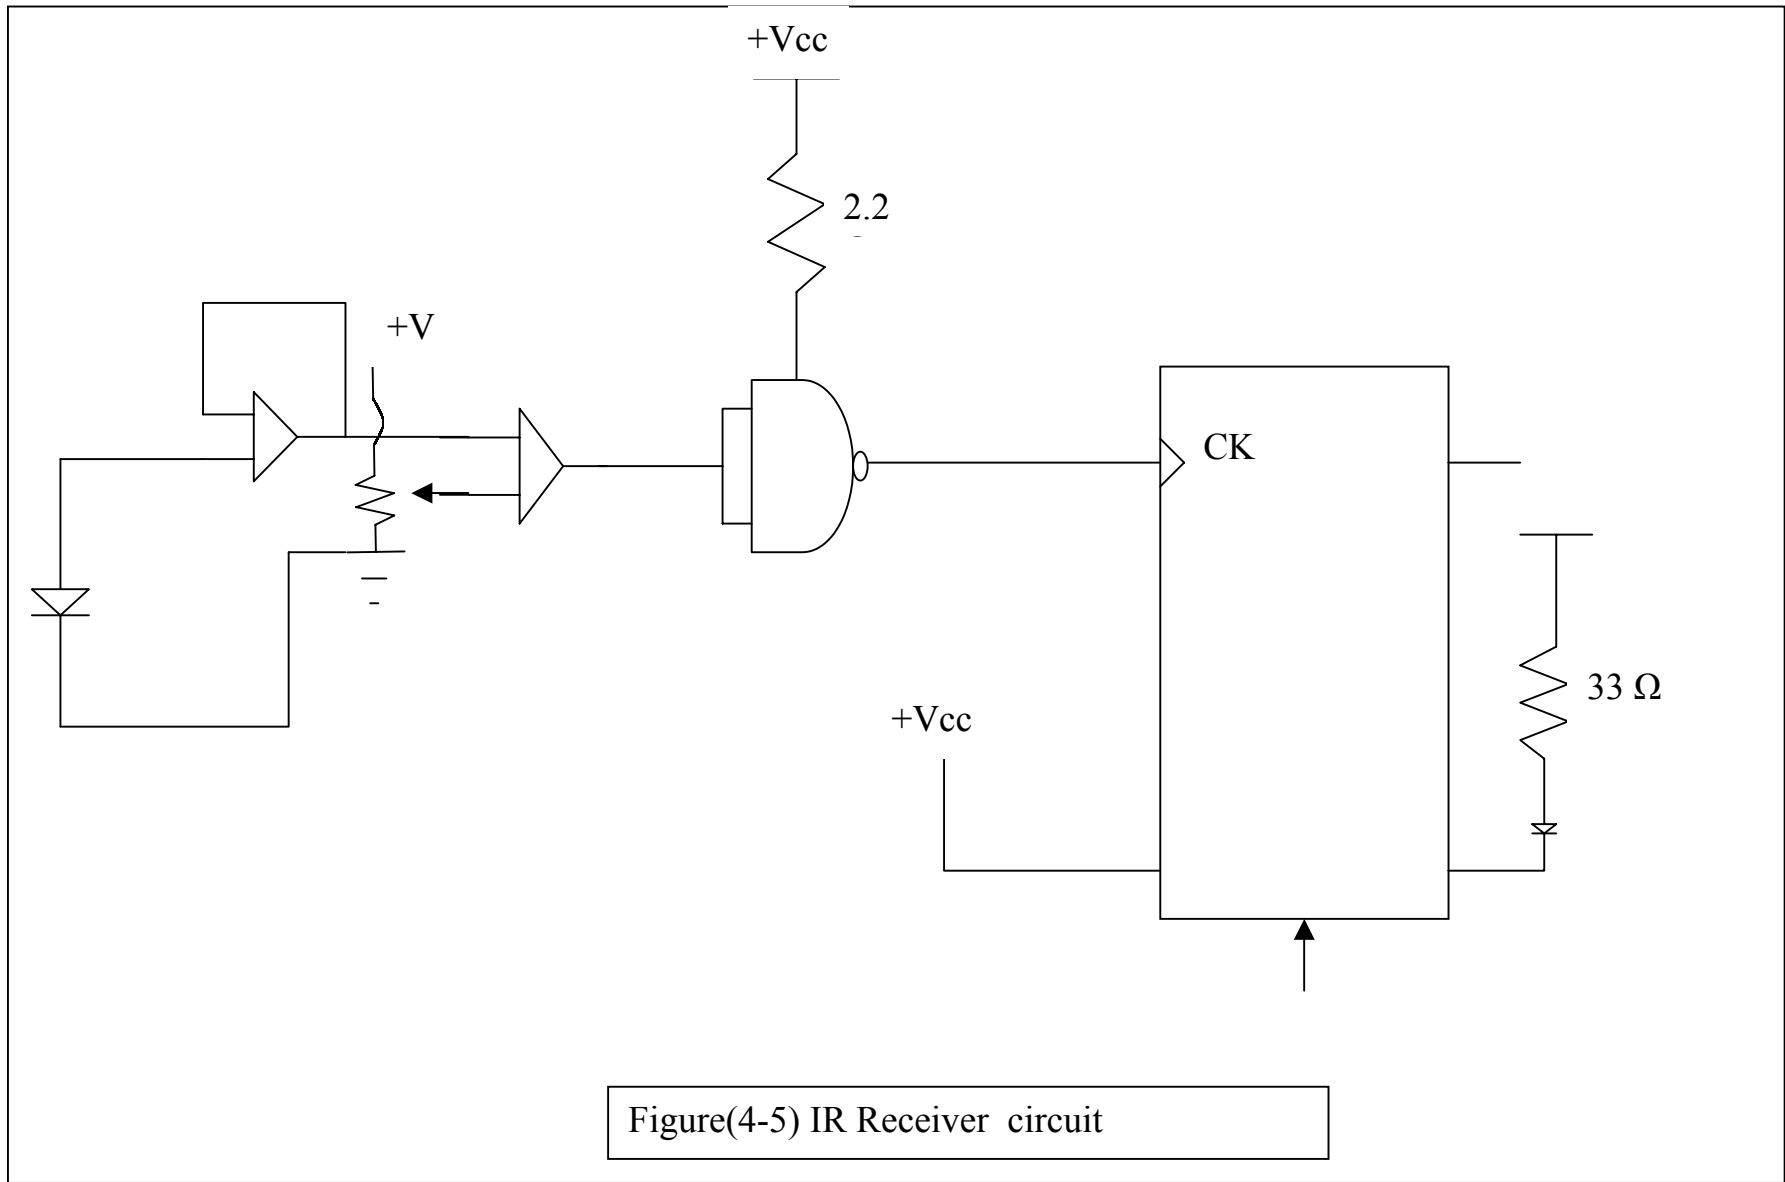 +Vcc
2.2
+V
CK
33 Ω
+Vcc
Figure(4-5) IR Receiver circuit